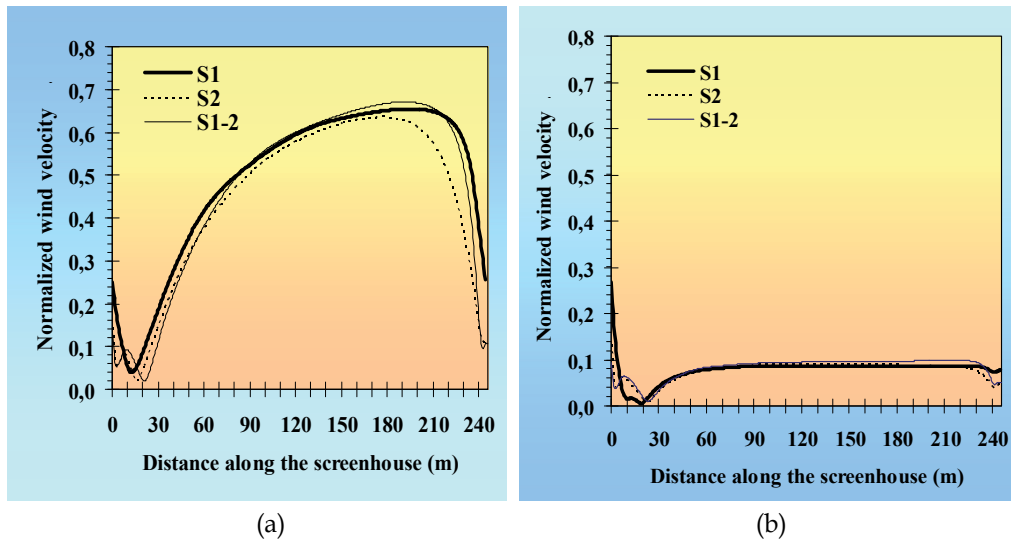 0,8
0,7
0,6
0,5
0,4
0,3
0,2
0,1
0,0
Normalized wind velocity
S1
S2
S1-2
0 30 60 90 120 150 180 210 240
Distance along the screenhouse (m)
(a)
0,8
0,7
0,6
0,5
0,4
0,3
0,2
0,1
0,0
Normalized wind velocity
S1
S2
S1-2
0 30 60 90 120 150 180 210 240
Distance along the screenhouse (m)
(b)